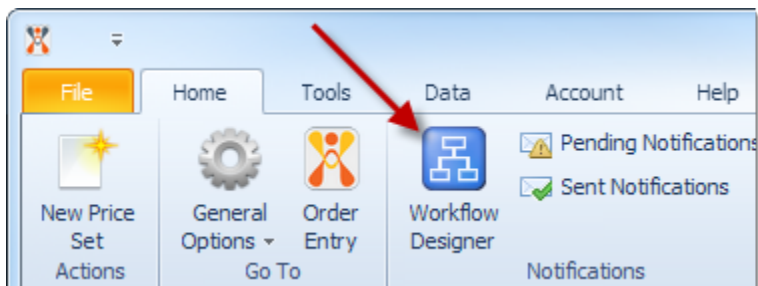 File Home Tools Data Account Help
New Price
Set
General
Options
Order
Entry
Workflow
Designer
Pending Notifications
Sent Notifications
Actions Go To Notifications